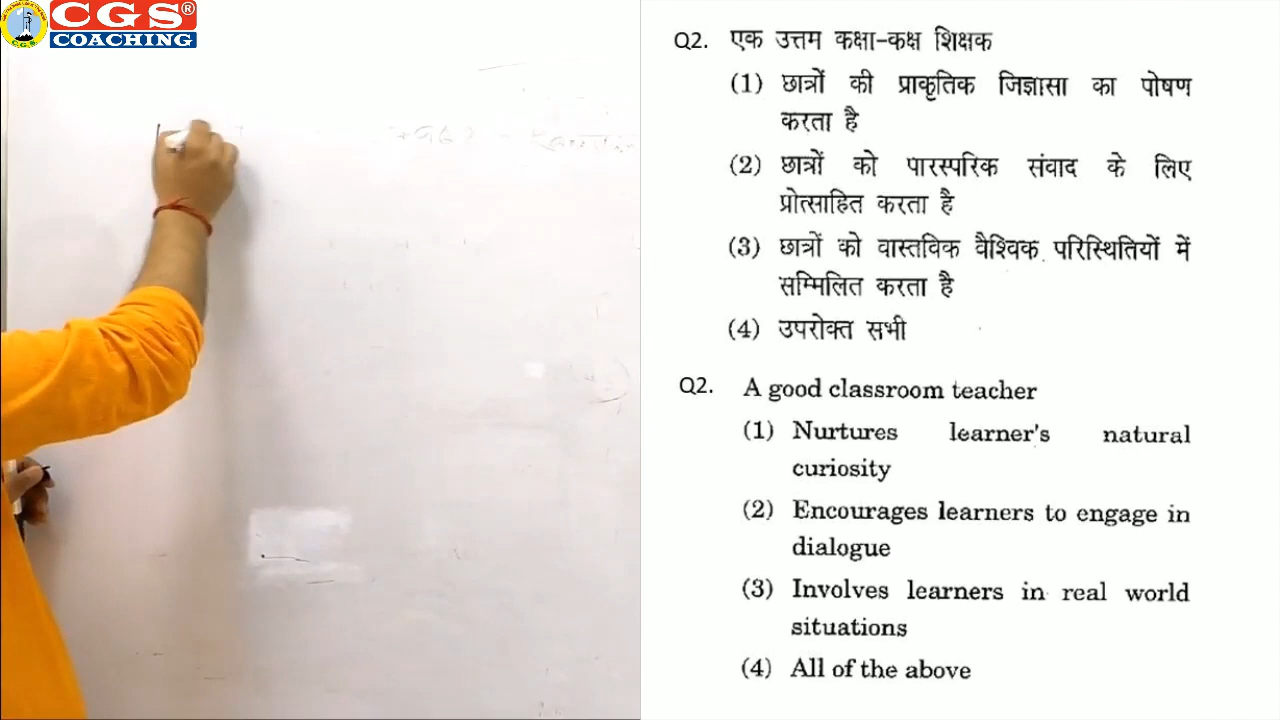 CGS®
COACHING
C.G.S.
Q2. एक उत्तम कक्षा-कक्ष शिक्षक
(1) छात्रों की प्राकृतिक जिज्ञासा का पोषण
करता है
(2) छात्रों को पारस्परिक संवाद के लिए
प्रोत्साहित करता है
(3) छात्रों को वास्तविक वैश्विक परिस्थितियों में
सम्मिलित करता है
(4) उपरोक्त सभी
Q2. A good classroom teacher
(1) Nurtures learner's natural
curiosity
(2) Encourages learners to engage in
dialogue
(3) Involves learners in real world
situations
(4) All of the above